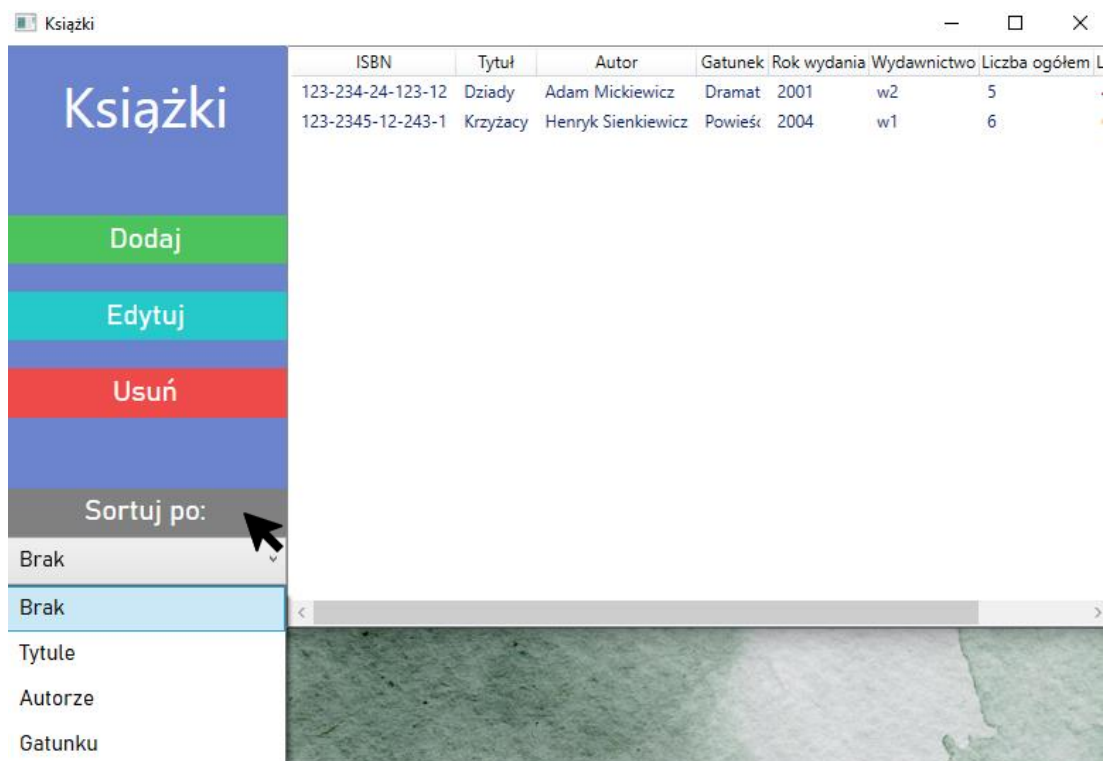 Książki
Książki
Dodaj
Edytuj
Usuń
Sortuj po:
Brak
Brak
Tytule
Autorze
Gatunku
ISBN Tytuł Autor Gatunek Rok wydania Wydawnictwo Liczba ogółem L
123-234-24-123-12 Dziady Adam Mickiewicz Dramat 2001 w2 5
123-2345-12-243-1 Krzyżacy Henryk Sienkiewicz Powieść 2004 w1 6